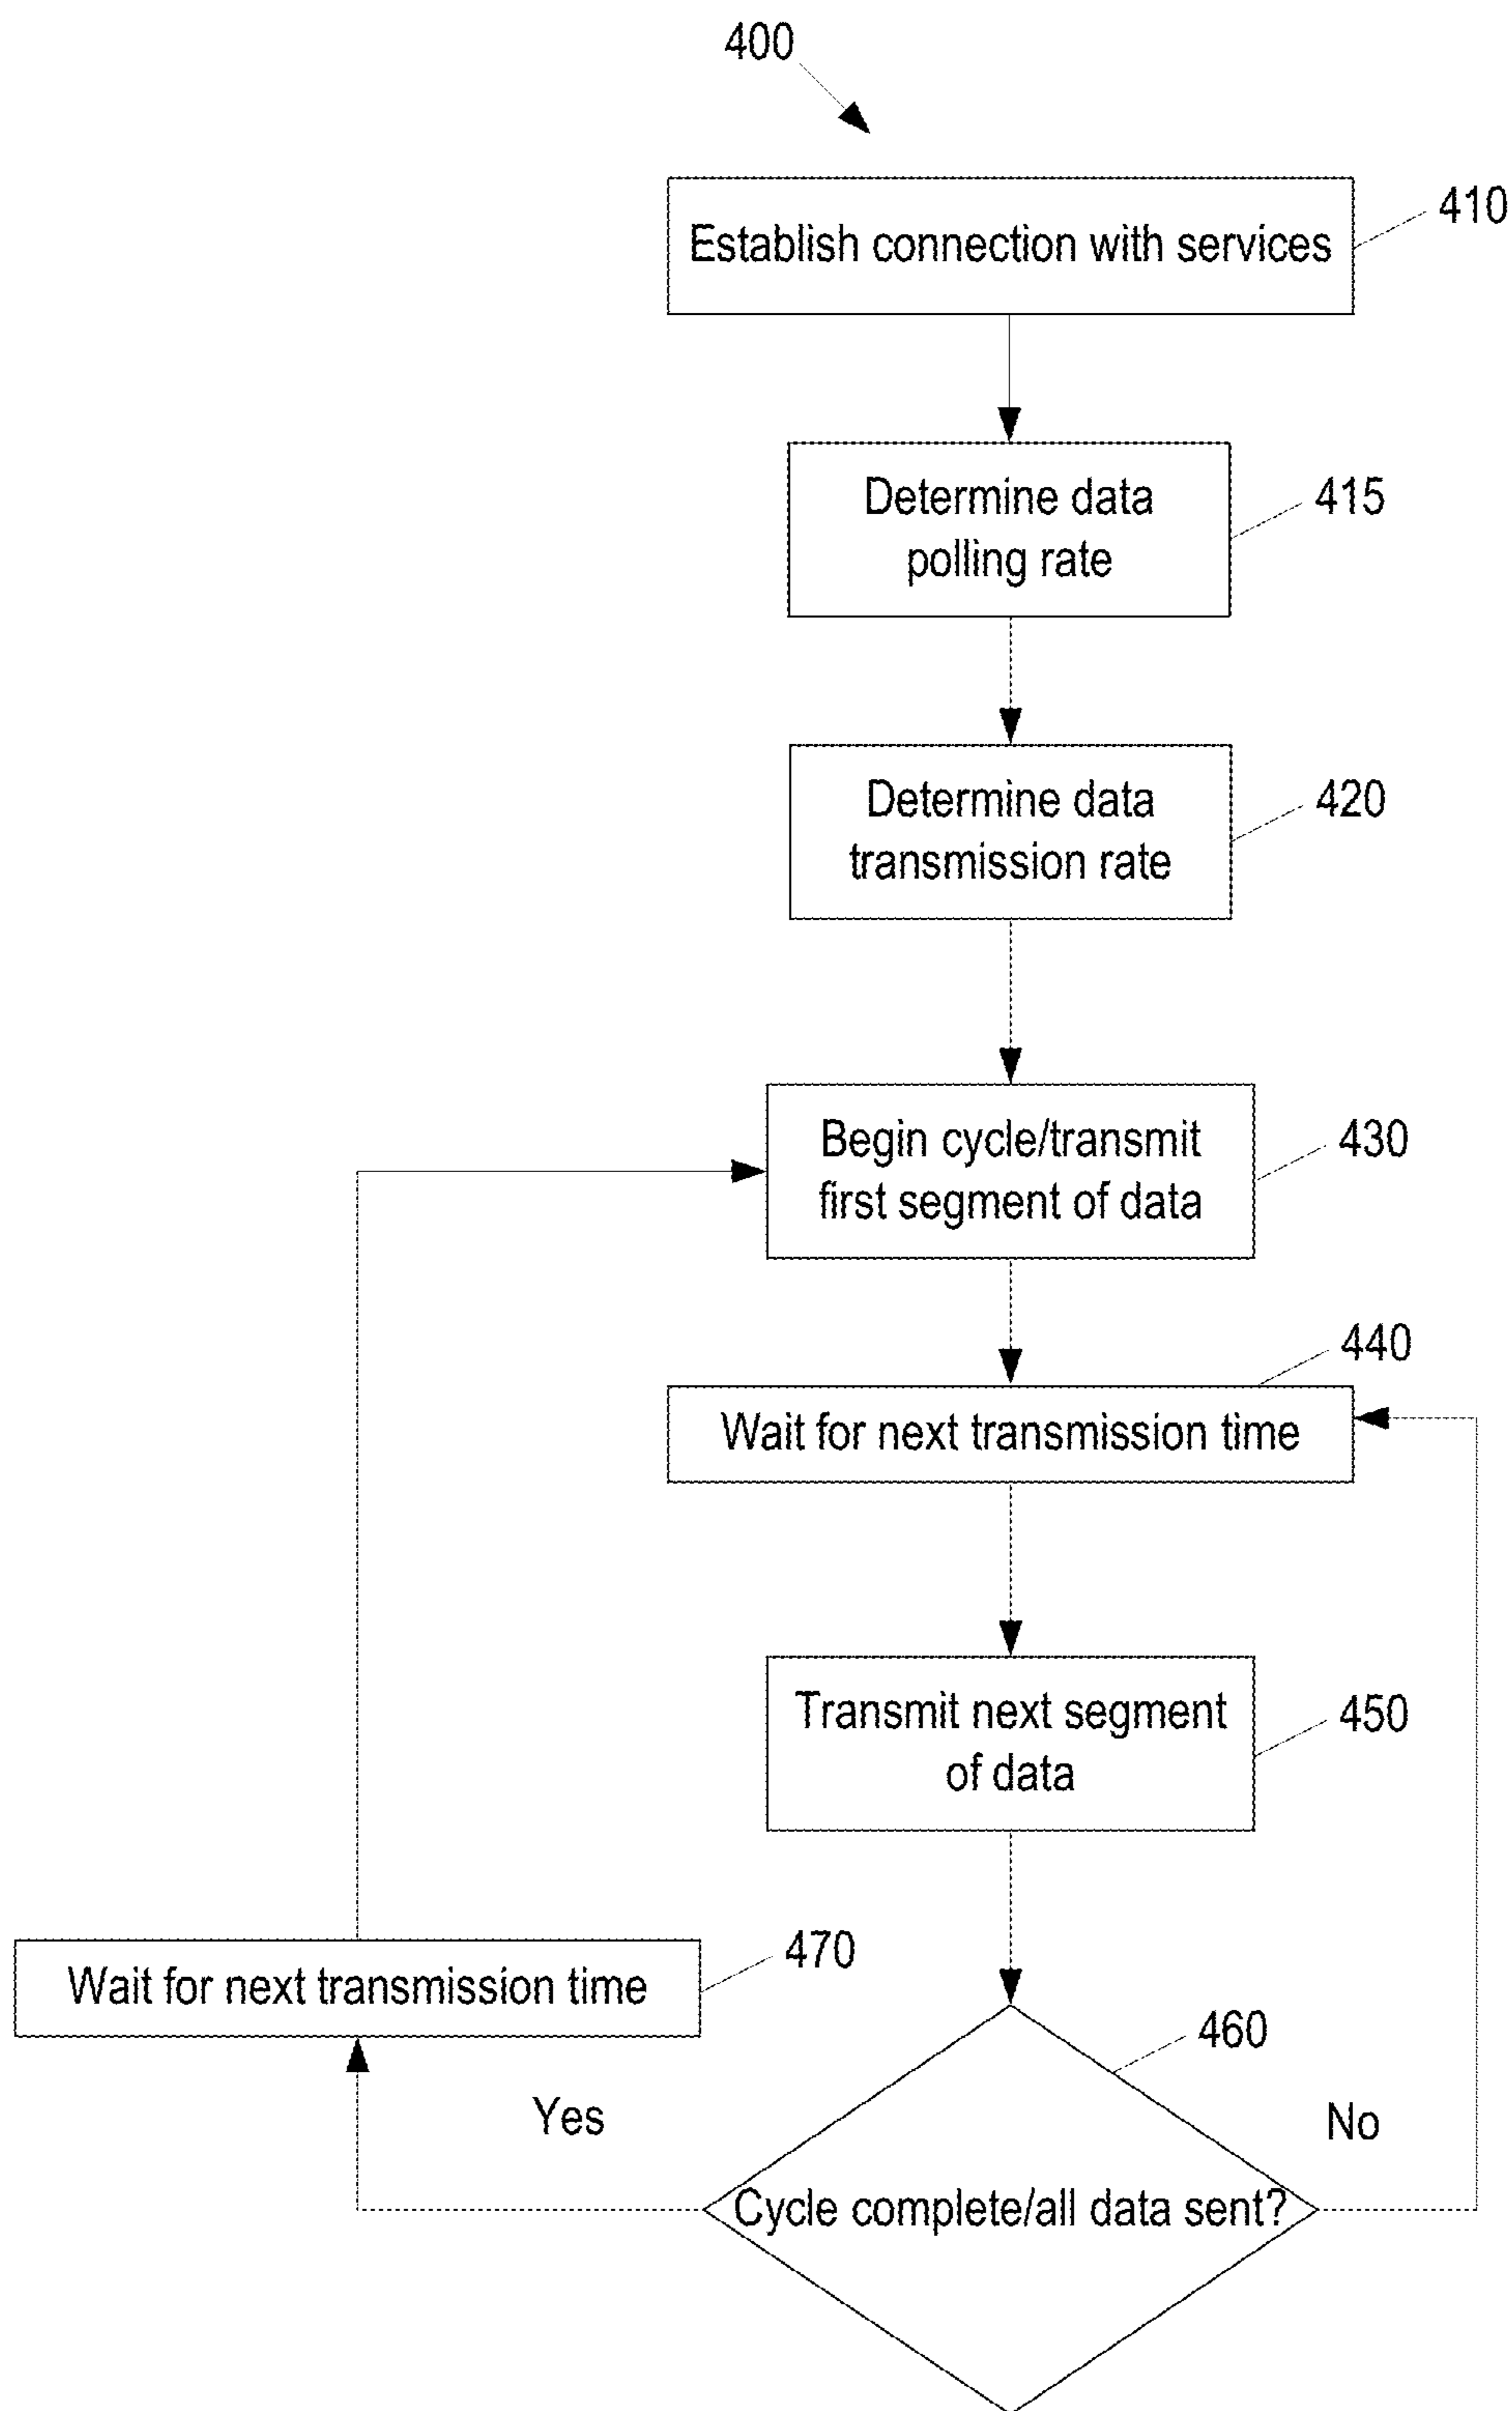 400
Establish connection with services
410
Determine data
polling rate
415
Determine data
transmission rate
420
Begin cycle/transmit
first segment of data
430
440
Wait for next transmission time
Transmit next segment
of data
450
Wait for next transmission time
470
460
Yes
No
Cycle complete/all data sent?